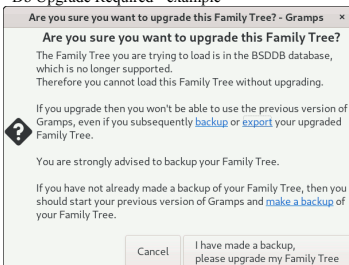 Are you sure you want to upgrade this Family Tree? - Gramps ×
Are you sure you want to upgrade this Family Tree?
The Family Tree you are trying to load is in the BSDDB database,
which is no longer supported.
Therefore you cannot load this Family Tree without upgrading.
If you upgrade then you won't be able to use the previous version of
Gramps, even if you subsequently backup or export your upgraded
Family Tree.
You are strongly advised to backup your Family Tree.
If you have not already made a backup of your Family Tree, then you
should start your previous version of Gramps and make a backup of
your Family Tree.
Cancel
I have made a backup,
please upgrade my Family Tree